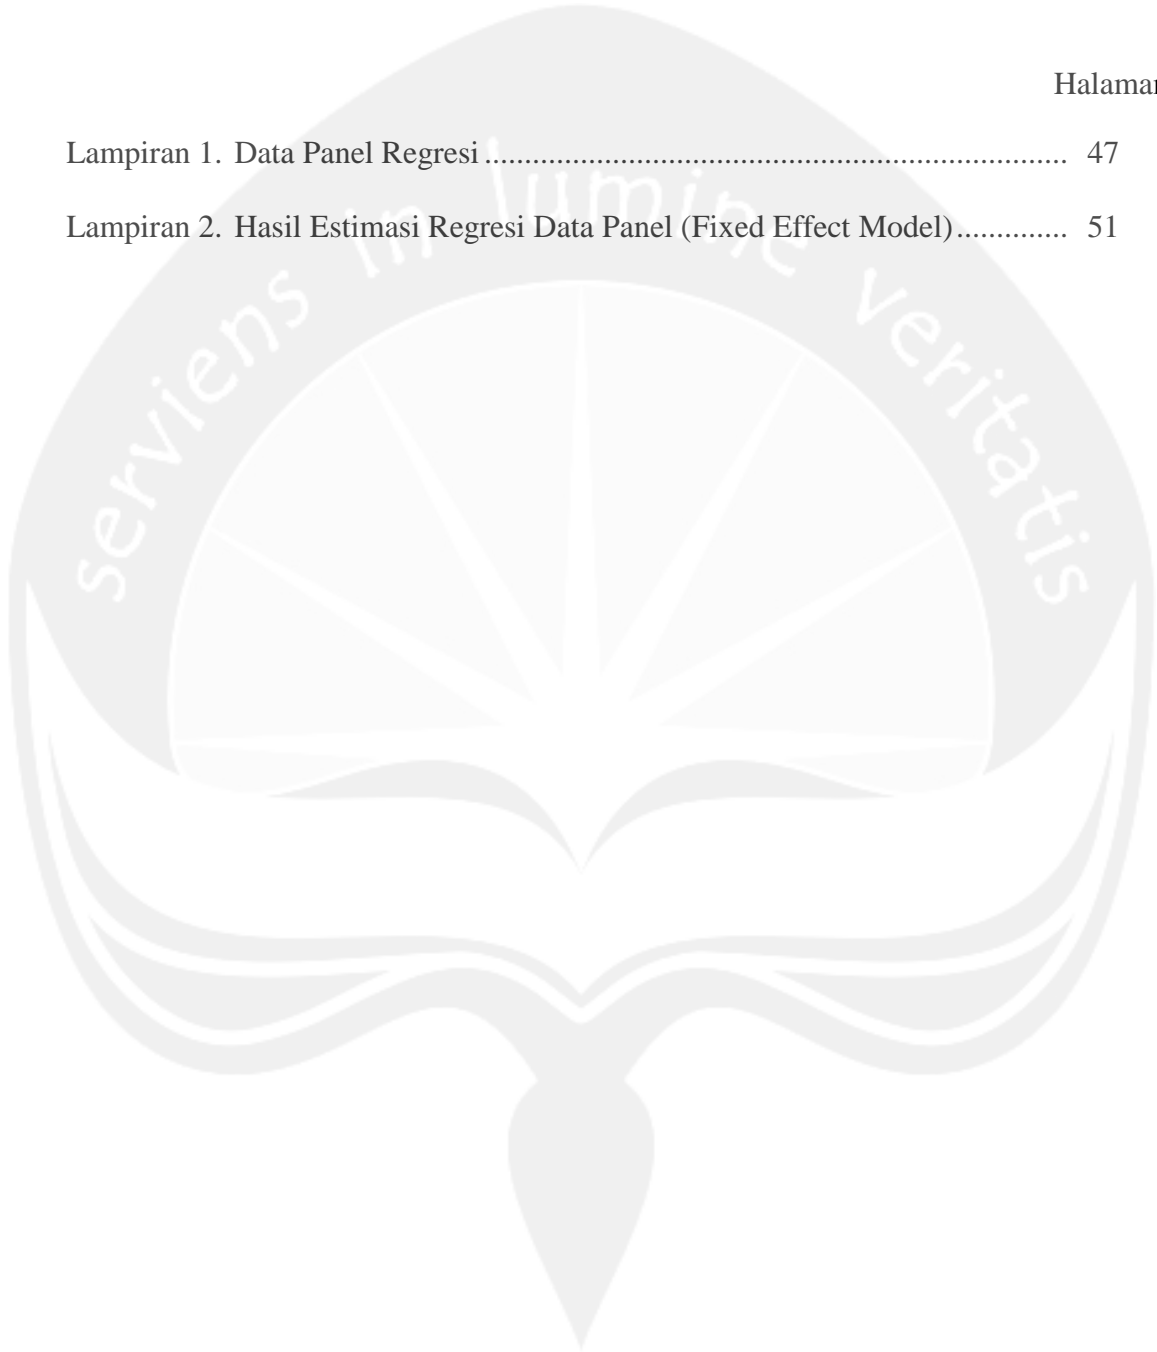 Halaman
Lampiran 1. Data Panel Regresi .......................................................................... 47
Lampiran 2. Hasil Estimasi Regresi Data Panel (Fixed Effect Model) .............. 51
serviens in lumine veritatis